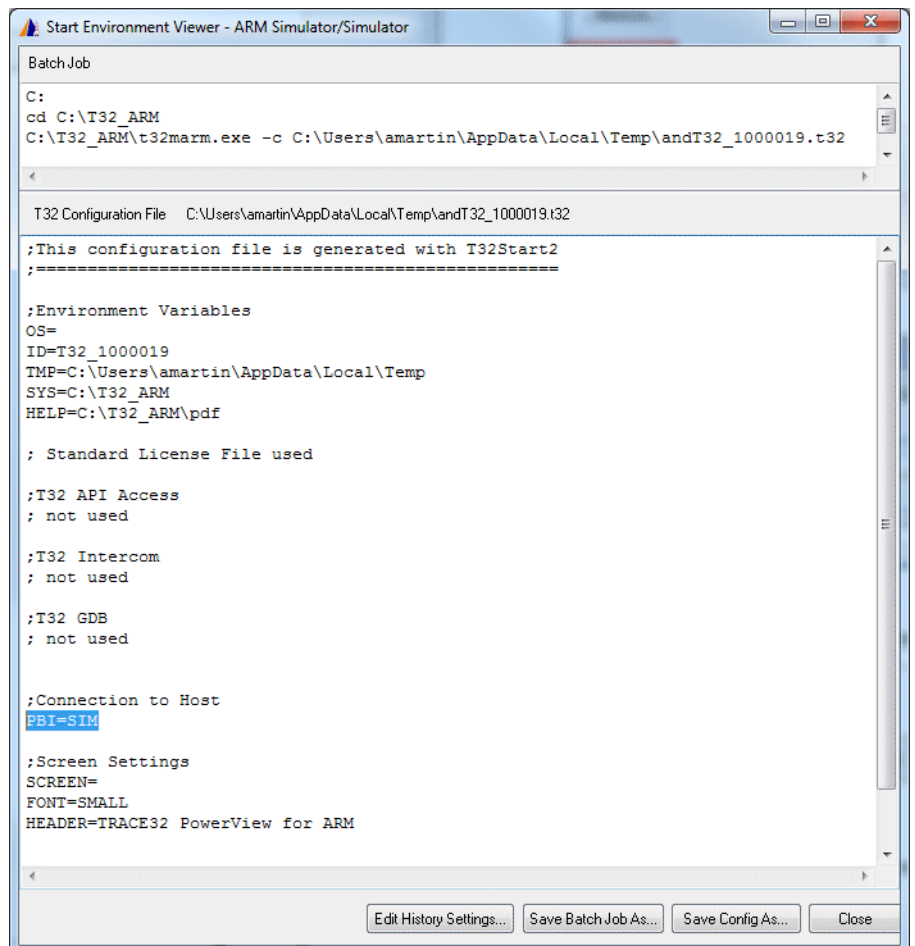 Start Environment Viewer - ARM Simulator/Simulator
Batch Job
C:
cd C:\T32_ARM
C:\T32_ARM\t32marm.exe -c C:\Users\amartin\AppData\Local\Temp\andT32_1000019.t32
T32 Configuration File C:\Users\amartin\AppData\Local\Temp\andT32_1000019.t32
;This configuration file is generated with T32Start2
;===================================================
;Environment Variables
OS=
ID=T32_1000019
TMP=C:\Users\amartin\AppData\Local\Temp
SYS=C:\T32_ARM
HELP=C:\T32_ARM\pdf
; Standard License File used
;T32 API Access
; not used
;T32 Intercom
; not used
;T32 GDB
; not used
;Connection to Host
PBI=SIM
;Screen Settings
SCREEN=
FONT=SMALL
HEADER=TRACE32 PowerView for ARM
Edit History Settings... Save Batch Job As... Save Config As... Close